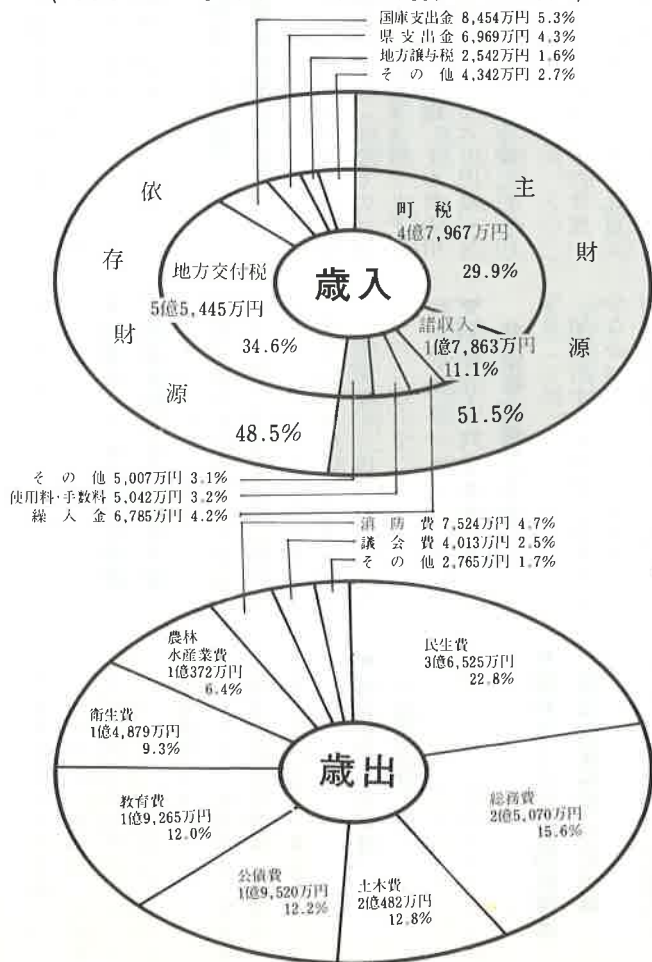 国庫支出金 8,454万円 5.3%
県支出金 6,969万円 4.3%
地方譲与税 2,542万円 1.6%
その他 4,342万円 2.7%
依存財源
48.5%
主財源
51.5%
歳入
町税
4億7,967万円
29.9%
地方交付税
5億5,445万円
34.6%
諸収入
1億7,863万円
11.1%
その他 5,007万円 3.1%
使用料・手数料 5,042万円 3.2%
繰入金 6,785万円 4.2%
消防費 7,524万円 4.7%
議会費 4,013万円 2.5%
その他 2,765万円 1.7%
歳出
民生費
3億6,525万円
22.8%
総務費
2億5,070万円
15.6%
土木費
2億482万円
12.8%
公債費
1億9,520万円
12.2%
教育費
1億9,265万円
12.0%
衛生費
1億4,879万円
9.3%
農林
水産業費
1億372万円
6.4%